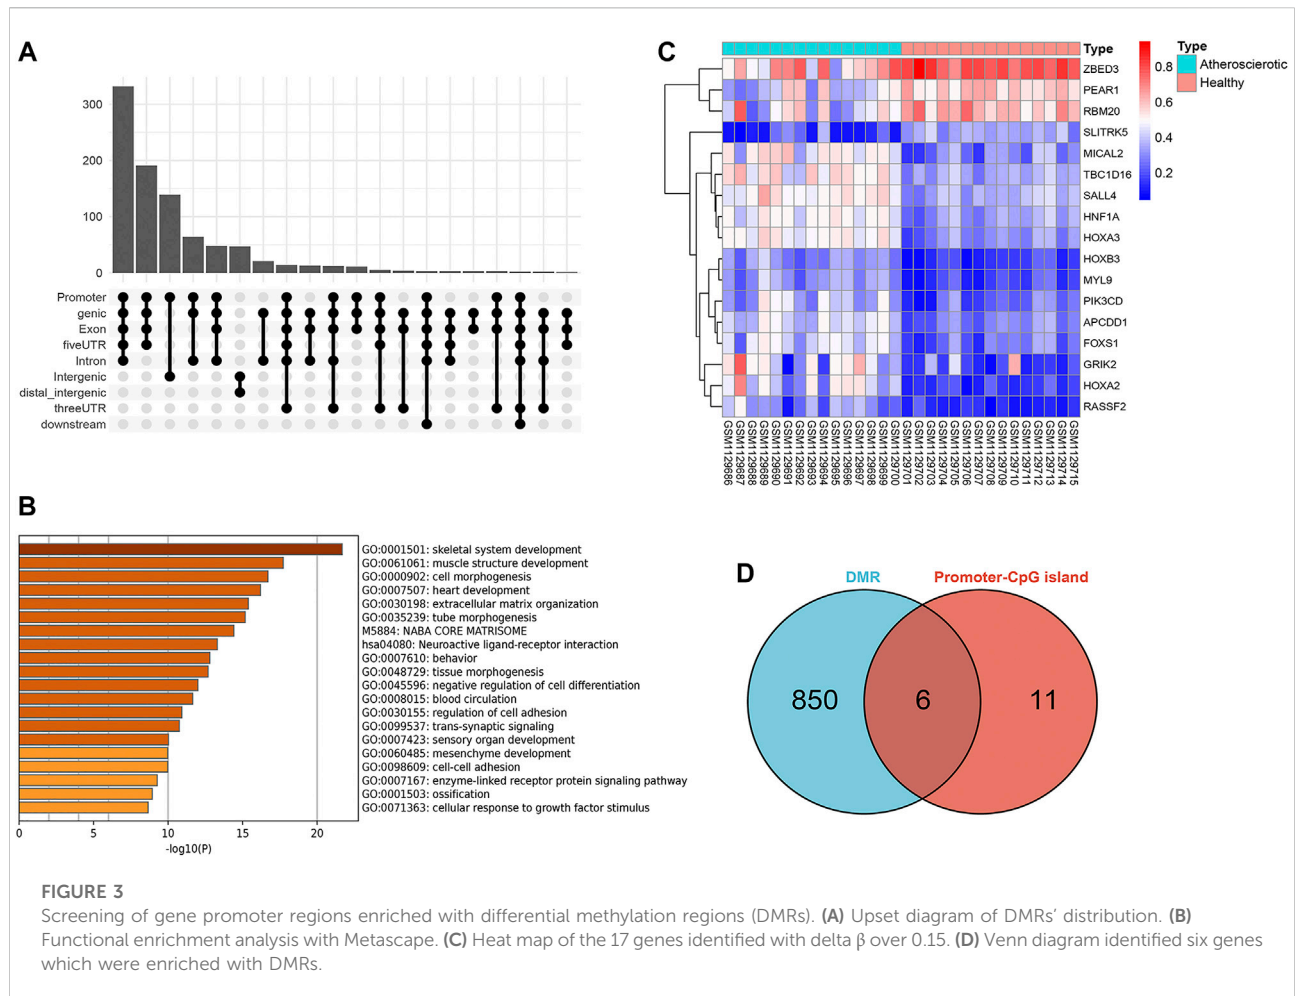 A
300
200
100
0
Promoter
genic
Exon
fiveUTR
Intron
Intergenic
distal_intergenic
threeUTR
downstream
B
GO:0001501: skeletal system development
GO:0061061: muscle structure development
GO:0000902: cell morphogenesis
GO:0007507: heart development
GO:0030198: extracellular matrix organization
GO:0035239: tube morphogenesis
M5884: NABA CORE MATRISOME
hsa04080: Neuroactive ligand-receptor interaction
GO:0007610: behavior
GO:0048729: tissue morphogenesis
GO:0045596: negative regulation of cell differentiation
GO:0008015: blood circulation
GO:0030155: regulation of cell adhesion
GO:0099537: trans-synaptic signaling
GO:0007423: sensory organ development
GO:0060485: mesenchyme development
GO:0098609: cell-cell adhesion
GO:0007167: enzyme-linked receptor protein signaling pathway
GO:0001503: ossification
GO:0071363: cellular response to growth factor stimulus
0 5 10 15 20
-log10(P)
C
Type
ZBED3
PEAR1
RBM20
SLITRK5
MICAL2
TBC1D16
SALL4
HNF1A
HOXA3
HOXB3
MYL9
PIK3CD
APCDD1
FOXS1
GRIK2
HOXA2
RASSF2
GSM1129686
GSM1129687
GSM1129688
GSM1129689
GSM1129690
GSM1129691
GSM1129692
GSM1129693
GSM1129694
GSM1129695
GSM1129696
GSM1129697
GSM1129698
GSM1129699
GSM1129700
GSM1129701
GSM1129702
GSM1129703
GSM1129704
GSM1129705
GSM1129706
GSM1129707
GSM1129708
GSM1129709
GSM1129710
GSM1129711
GSM1129712
GSM1129713
GSM1129714
GSM1129715
0.8
0.6
0.4
0.2
Type
Atheroscierotic
Healthy
D
DMR
Promoter-CpG island
850
6
11
FIGURE 3
Screening of gene promoter regions enriched with differential methylation regions (DMRs). (A) Upset diagram of DMRs' distribution. (B)
Functional enrichment analysis with Metascape. (C) Heat map of the 17 genes identified with delta β over 0.15. (D) Venn diagram identified six genes
which were enriched with DMRs.